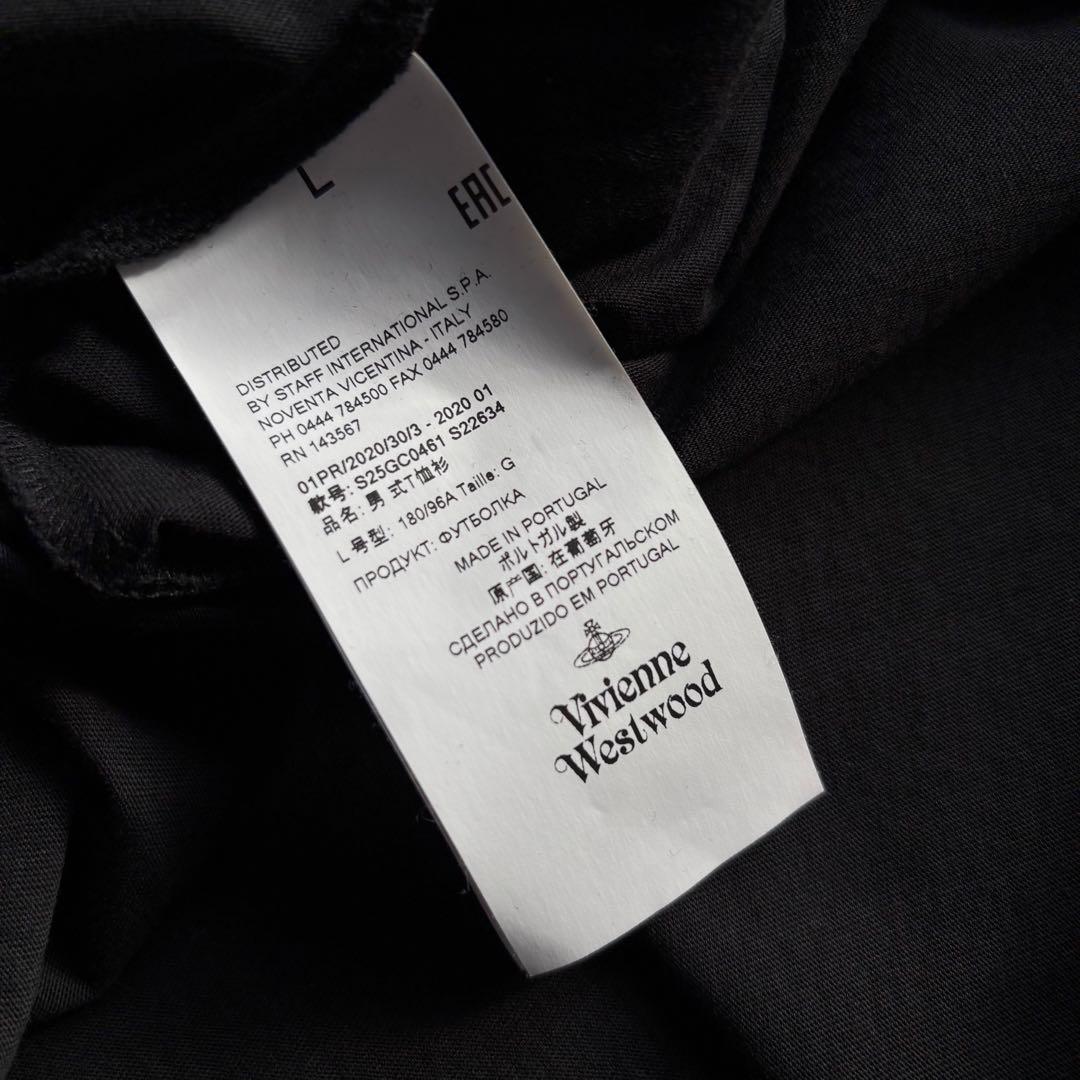 L
EAC
DISTRIBUTED
BY STAFF INTERNATIONAL S.P.A.
NOVENTA VICENTINA - ITALY
PH 0444 784500 FAX 0444 784580
RN 143567
01PR/2020/30/3 - 2020 01
款号: S25GC0461 S22634
品名: 男式T恤衫
L 号型: 180/96A Taille: G
ПРОДУКТ: ФУТБОЛКА
MADE IN PORTUGAL
ポルトガル製
原产国: 在葡萄牙
СДЕЛАНО В ПОРТУГАЛЬСКОМ
PRODUZIDO EM PORTUGAL
Vivienne
Westwood